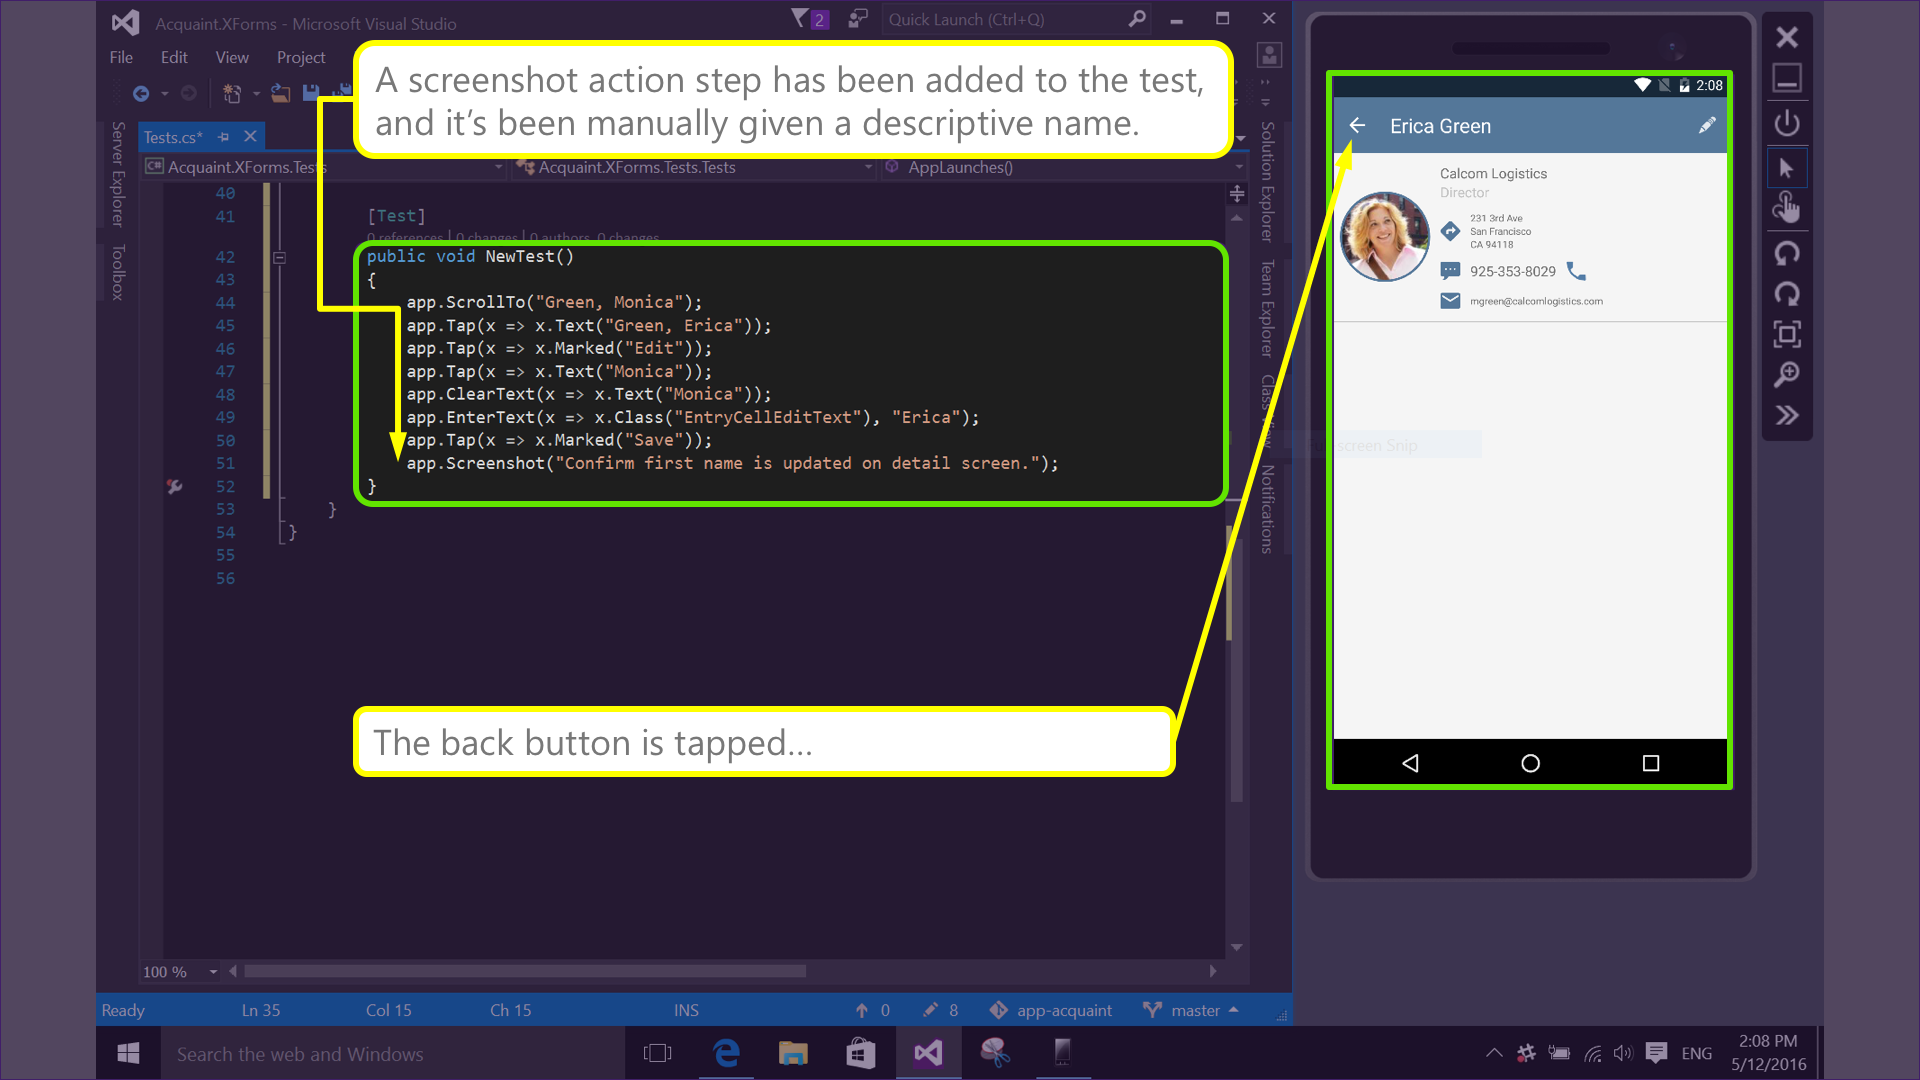 Acquaint.XForms - Microsoft Visual Studio
2
Quick Launch (Ctrl+Q)
File Edit View Project
A screenshot action step has been added to the test,
and it's been manually given a descriptive name.
Tests.cs*
C# Acquaint.XForms.Tests
Acquaint.XForms.Tests.Tests
AppLaunches()
Server Explorer
Toolbox
40
41 [Test]
0 references | 0 changes | 0 authors, 0 changes
42 public void NewTest()
43 {
44 app.ScrollTo("Green, Monica");
45 app.Tap(x => x.Text("Green, Erica"));
46 app.Tap(x => x.Marked("Edit"));
47 app.Tap(x => x.Text("Monica"));
48 app.ClearText(x => x.Text("Monica"));
49 app.EnterText(x => x.Class("EntryCellEditText"), "Erica");
50 app.Tap(x => x.Marked("Save"));
51 app.Screenshot("Confirm first name is updated on detail screen.");
52 }
53 }
54 }
55
56
Solution Explorer
Team Explorer
Class View
Notifications
The back button is tapped...
100 %
Ready Ln 35 Col 15 Ch 15 INS 0 8 app-acquaint master
Search the web and Windows
2:08
Erica Green
Calcom Logistics
Director
231 3rd Ave
San Francisco
CA 94118
925-353-8029
mgreen@calcomlogistics.com
screen Snip
ENG
2:08 PM
5/12/2016